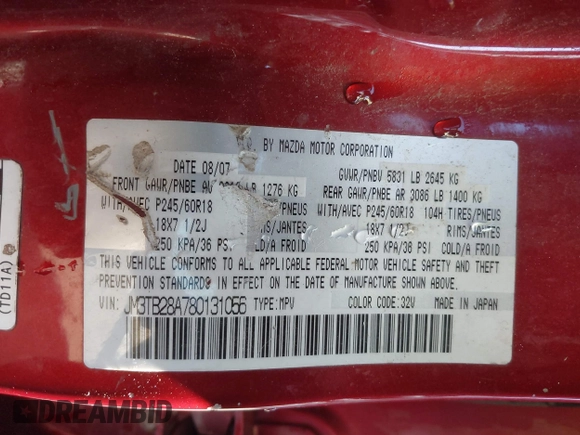 BY MAZDA MOTOR CORPORATION
DATE 08/07
GVWR/PNBV 5831 LB 2645 KG
FRONT GAWR/PNBE AV LB 1276 KG
REAR GAWR/PNBE AR 3086 LB 1400 KG
WITH/AVEC P245/60R18 /PNEUS
WITH/AVEC P245/60R18 104H TIRES/PNEUS
18X7 1/2J RIMS/JANTES
18X7 1/2J RIMS/JANTES
250 KPA/36 PSI COLD/A FROID
250 KPA/36 PSI COLD/A FROID
THIS VEHICLE CONFORMS TO ALL APPLICABLE FEDERAL MOTOR VEHICLE SAFETY AND THEFT
PREVENTION STANDARDS IN EFFECT ON THE DATE OF MANUFACTURE SHOWN ABOVE.
VIN: JM3TB28A780131056 TYPE:MPV COLOR CODE:32V MADE IN JAPAN
(TD11A)
DREAMBID